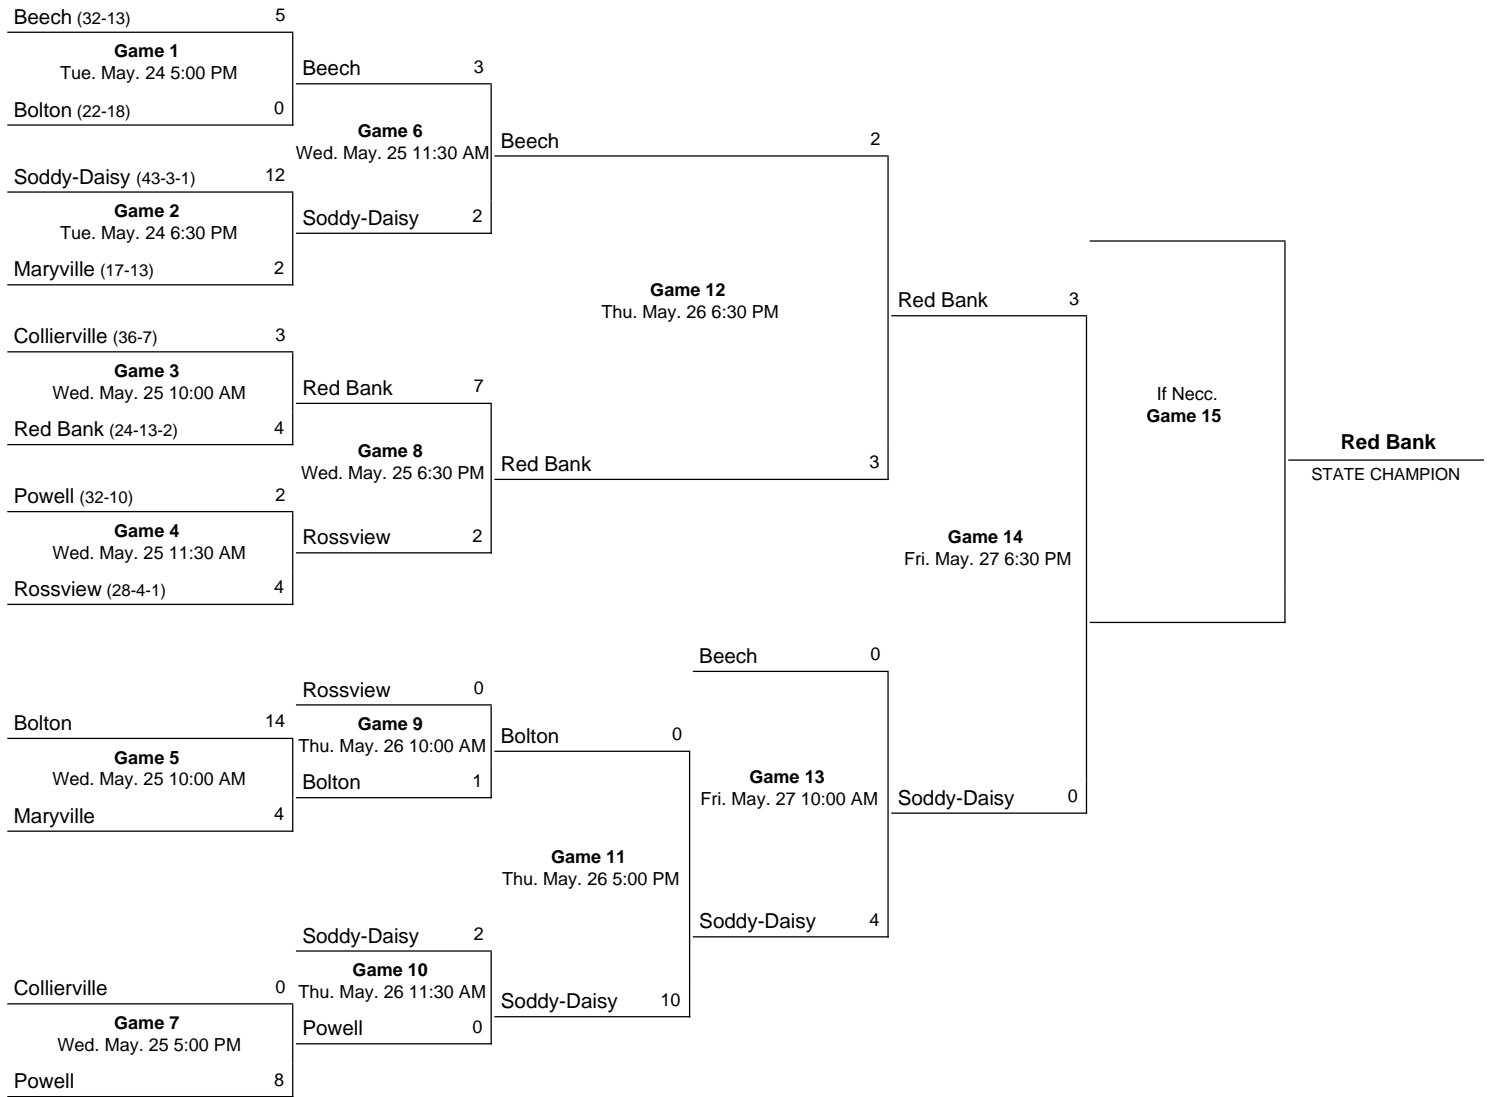 Beech (32-13) 5
Game 1
Tue. May. 24 5:00 PM
Bolton (22-18) 0
Soddy-Daisy (43-3-1) 12
Game 2
Tue. May. 24 6:30 PM
Maryville (17-13) 2
Collierville (36-7) 3
Game 3
Wed. May. 25 10:00 AM
Red Bank (24-13-2) 4
Powell (32-10) 2
Game 4
Wed. May. 25 11:30 AM
Rossview (28-4-1) 4
Bolton 14
Game 5
Wed. May. 25 10:00 AM
Maryville 4
Collierville 0
Game 7
Wed. May. 25 5:00 PM
Powell 8
Beech 3
Game 6
Wed. May. 25 11:30 AM
Soddy-Daisy 2
Red Bank 7
Game 8
Wed. May. 25 6:30 PM
Rossview 2
Rossview 0
Game 9
Thu. May. 26 10:00 AM
Bolton 1
Soddy-Daisy 2
Game 10
Thu. May. 26 11:30 AM
Powell 0
Beech 2
Game 12
Thu. May. 26 6:30 PM
Red Bank 3
Bolton 0
Game 11
Thu. May. 26 5:00 PM
Soddy-Daisy 10
Beech 0
Game 13
Fri. May. 27 10:00 AM
Soddy-Daisy 4
Red Bank 3
Game 14
Fri. May. 27 6:30 PM
Soddy-Daisy 0
If Necc.
Game 15
Red Bank
STATE CHAMPION